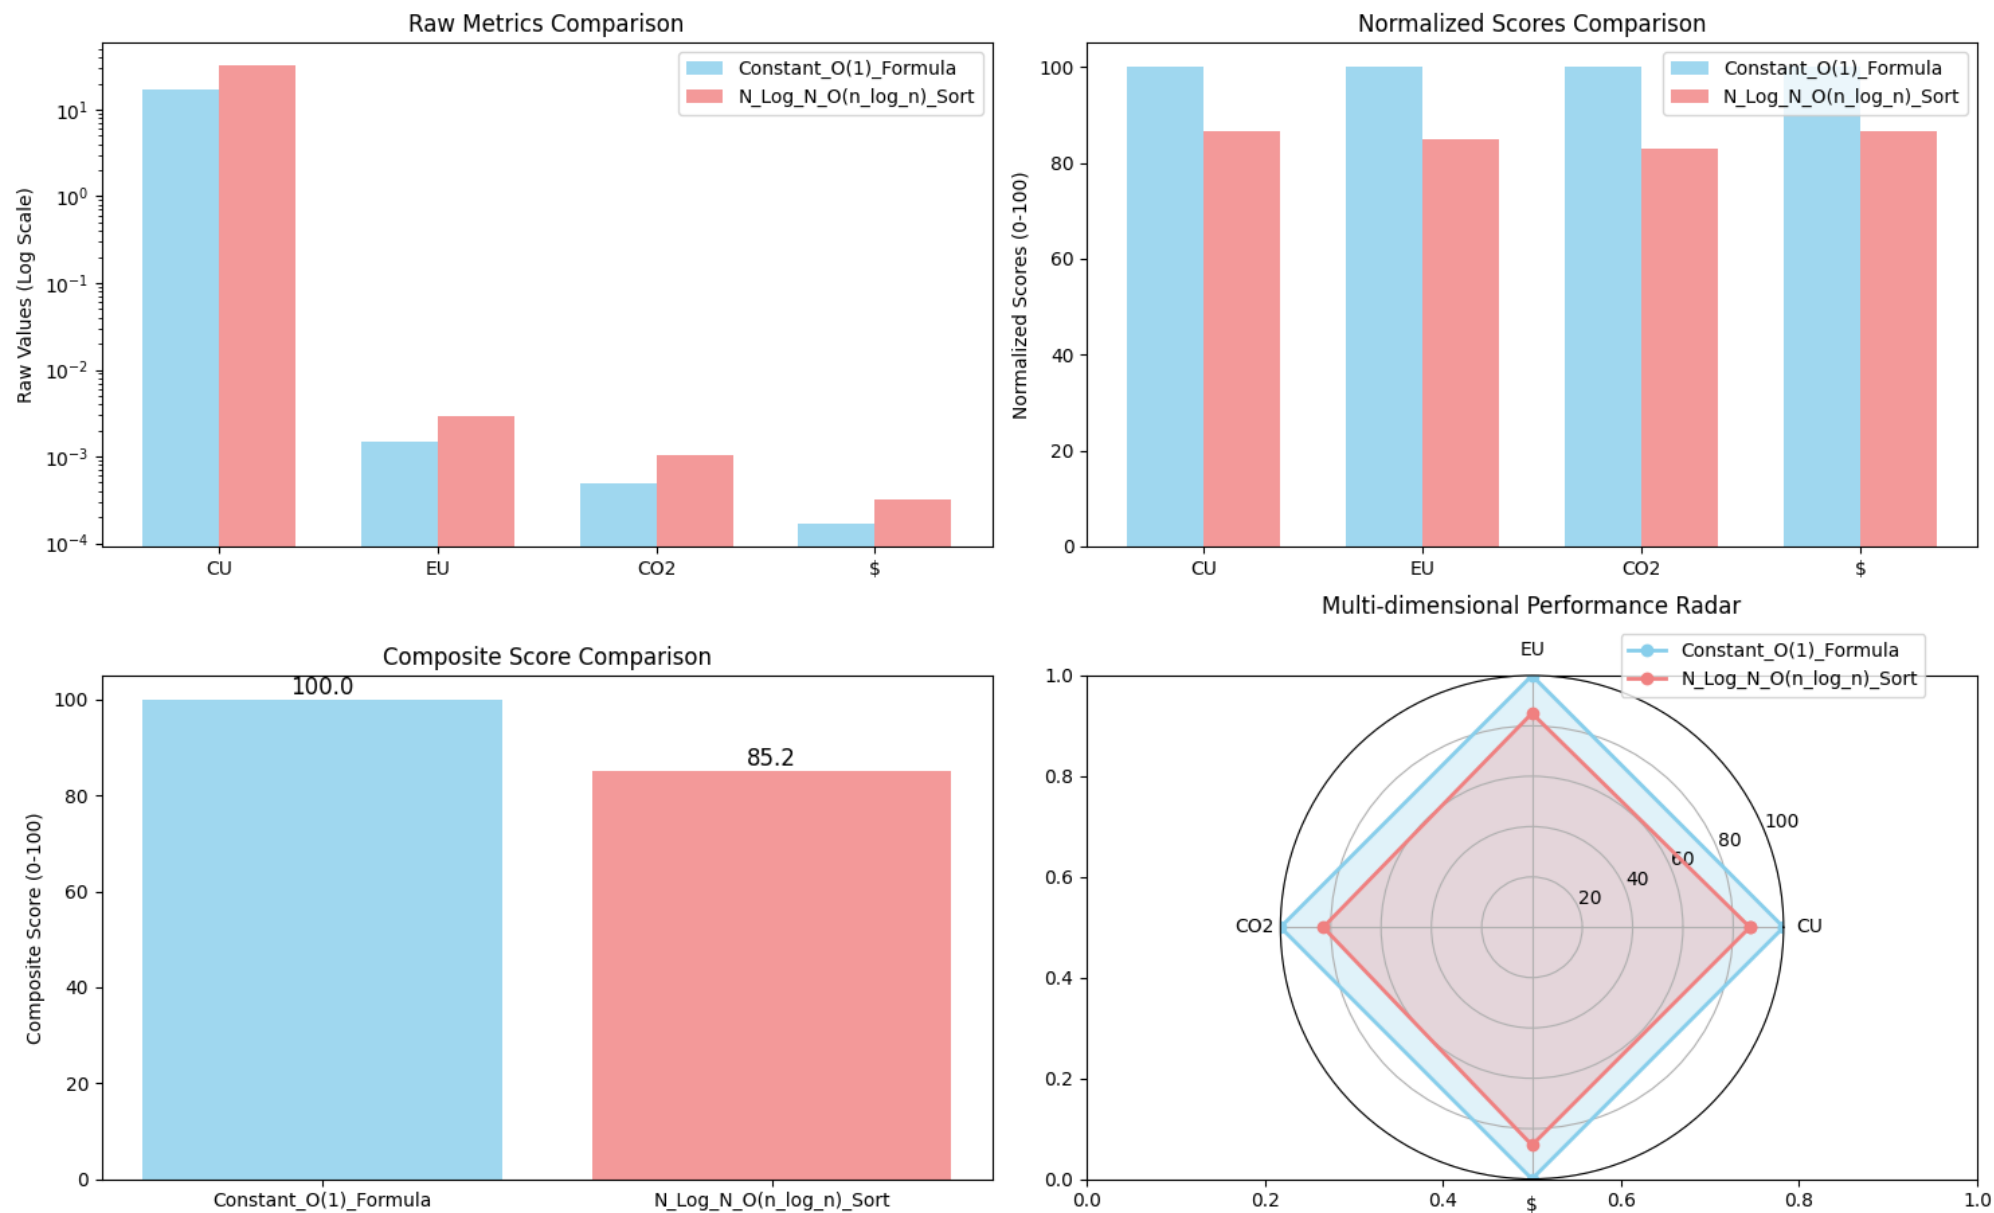 Raw Metrics Comparison
Raw Values (Log Scale)
10¹
10⁰
10⁻¹
10⁻²
10⁻³
10⁻⁴
CU EU CO2 $
Constant_O(1)_Formula
N_Log_N_O(n_log_n)_Sort
Normalized Scores Comparison
Normalized Scores (0-100)
100
80
60
40
20
0
CU EU CO2 $
Constant_O(1)_Formula
N_Log_N_O(n_log_n)_Sort
Composite Score Comparison
Composite Score (0-100)
100
80
60
40
20
0
100.0
85.2
Constant_O(1)_Formula N_Log_N_O(n_log_n)_Sort
Multi-dimensional Performance Radar
Constant_O(1)_Formula
N_Log_N_O(n_log_n)_Sort
EU
CO2
CU
$
100
80
60
40
20
1.0
0.8
0.6
0.4
0.2
0.0
0.0 0.2 0.4 0.6 0.8 1.0